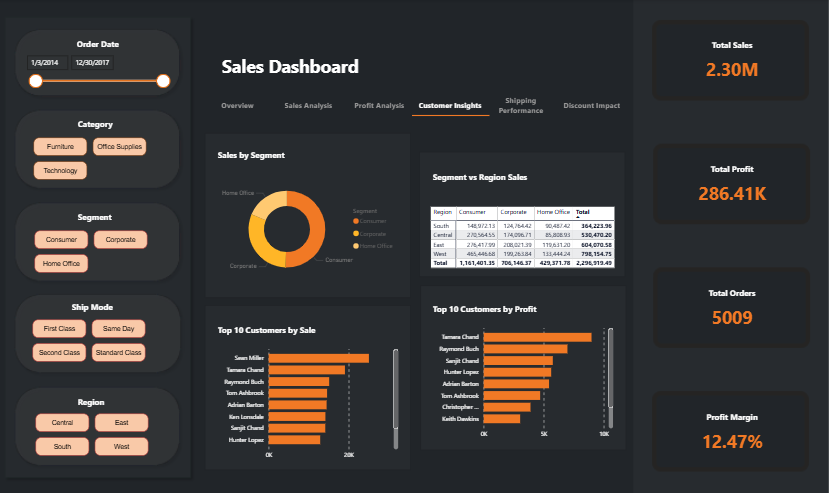 Order Date
1/3/2014 12/30/2017
Category
Furniture Office Supplies
Technology
Segment
Consumer Corporate
Home Office
Ship Mode
First Class Same Day
Second Class Standard Class
Region
Central East
South West
Sales Dashboard
Overview Sales Analysis Profit Analysis Customer Insights Shipping Performance Discount Impact
Sales by Segment
Home Office
Corporate
Consumer
Segment
Consumer
Corporate
Home Office
Segment vs Region Sales
Region Consumer Corporate Home Office Total
South 148,972.13 124,764.42 90,487.42 364,223.96
Central 270,564.55 174,096.71 85,808.93 530,470.20
East 276,417.99 208,021.39 119,631.20 604,070.58
West 465,446.68 199,263.84 133,444.24 798,154.75
Total 1,161,401.35 706,146.37 429,371.78 2,296,919.49
Top 10 Customers by Sale
Sean Miller
Tamara Chand
Raymond Buch
Tom Ashbrook
Adrian Barton
Ken Lonsdale
Sanjit Chand
Hunter Lopez
0K 20K
Top 10 Customers by Profit
Tamara Chand
Raymond Buch
Sanjit Chand
Hunter Lopez
Adrian Barton
Tom Ashbrook
Christopher ...
Keith Dawkins
0K 5K 10K
Total Sales
2.30M
Total Profit
286.41K
Total Orders
5009
Profit Margin
12.47%